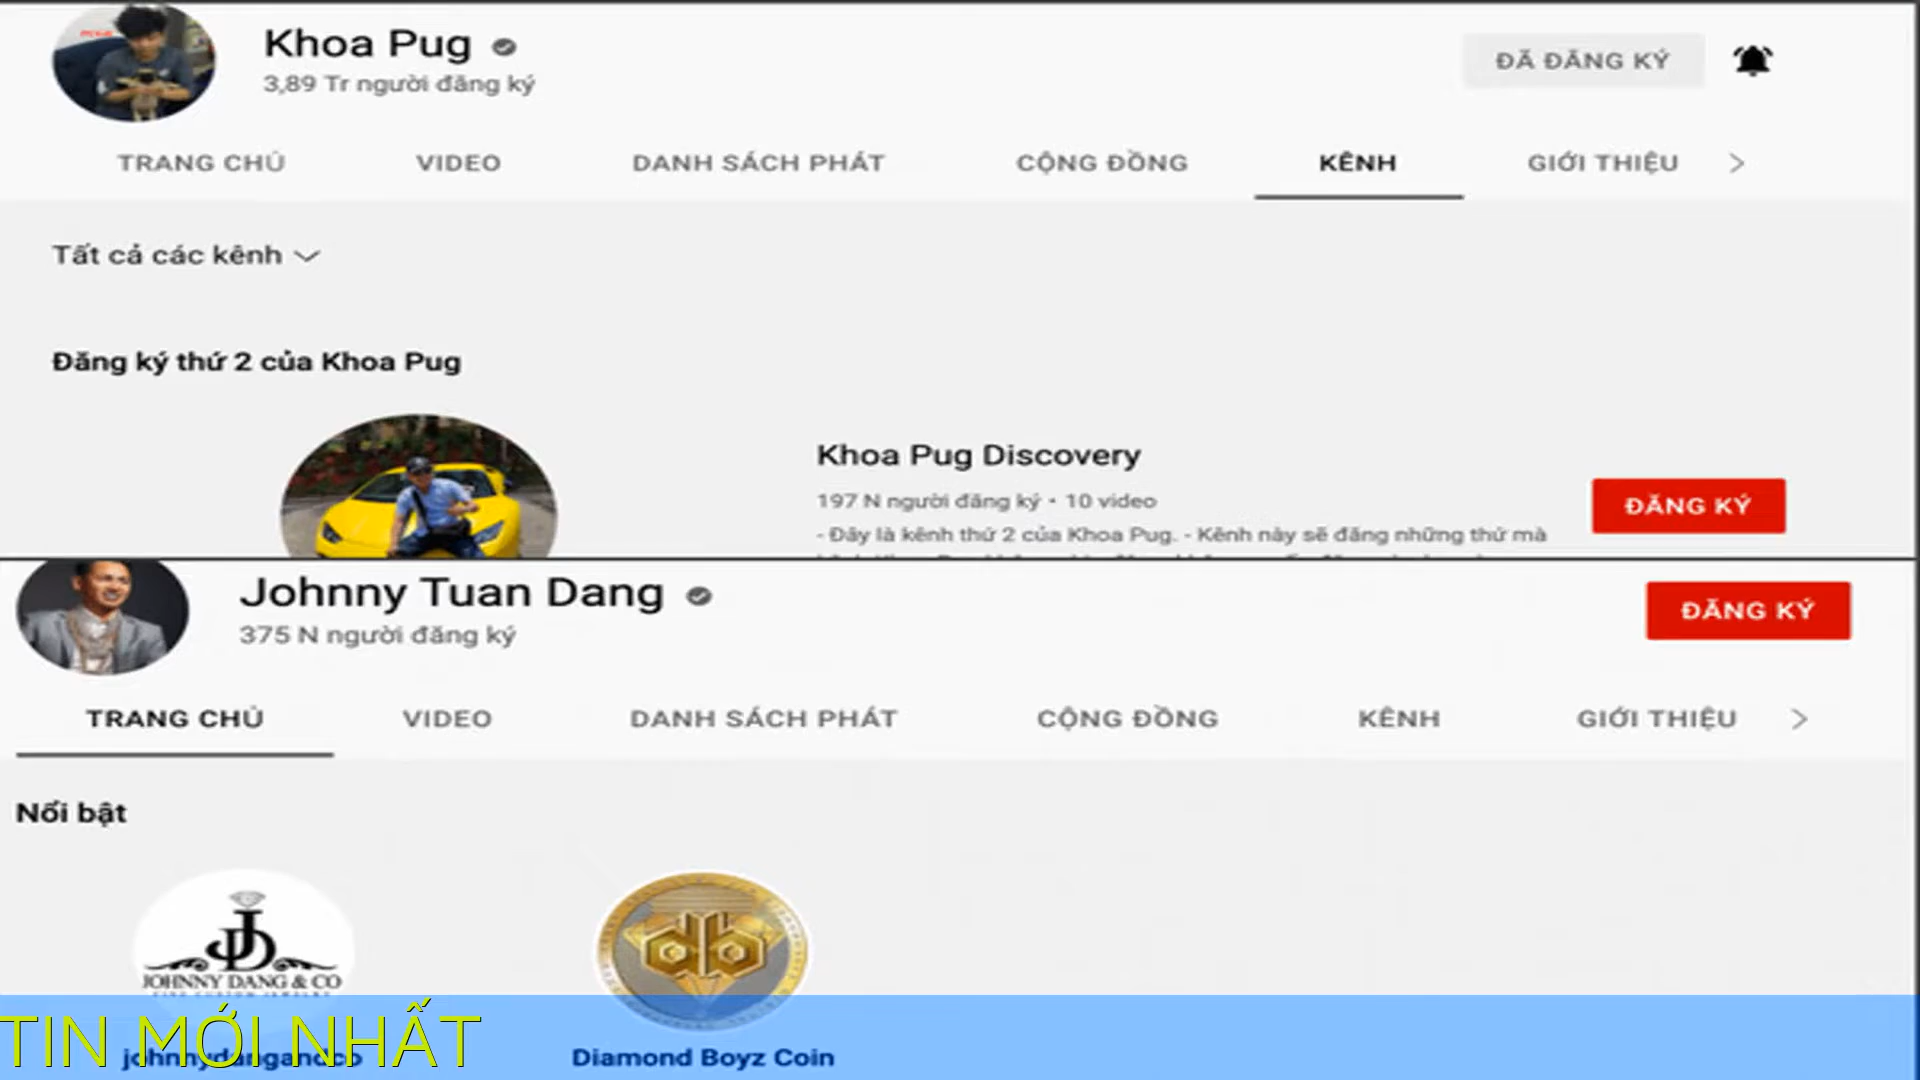 Khoa Pug
3,89 Tr người đăng ký
ĐÃ ĐĂNG KÝ
TRANG CHỦ VIDEO DANH SÁCH PHÁT CỘNG ĐỒNG KÊNH GIỚI THIỆU
Tất cả các kênh
Đăng ký thứ 2 của Khoa Pug
Khoa Pug Discovery
197 N người đăng ký • 10 video
- Đây là kênh thứ 2 của Khoa Pug. - Kênh này sẽ đăng những thứ mà
ĐĂNG KÝ
Johnny Tuan Dang
375 N người đăng ký
ĐĂNG KÝ
TRANG CHỦ VIDEO DANH SÁCH PHÁT CỘNG ĐỒNG KÊNH GIỚI THIỆU
Nổi bật
JD
JOHNNY DANG & CO
db
TIN MỚI NHẤT
johnnydangandco
Diamond Boyz Coin